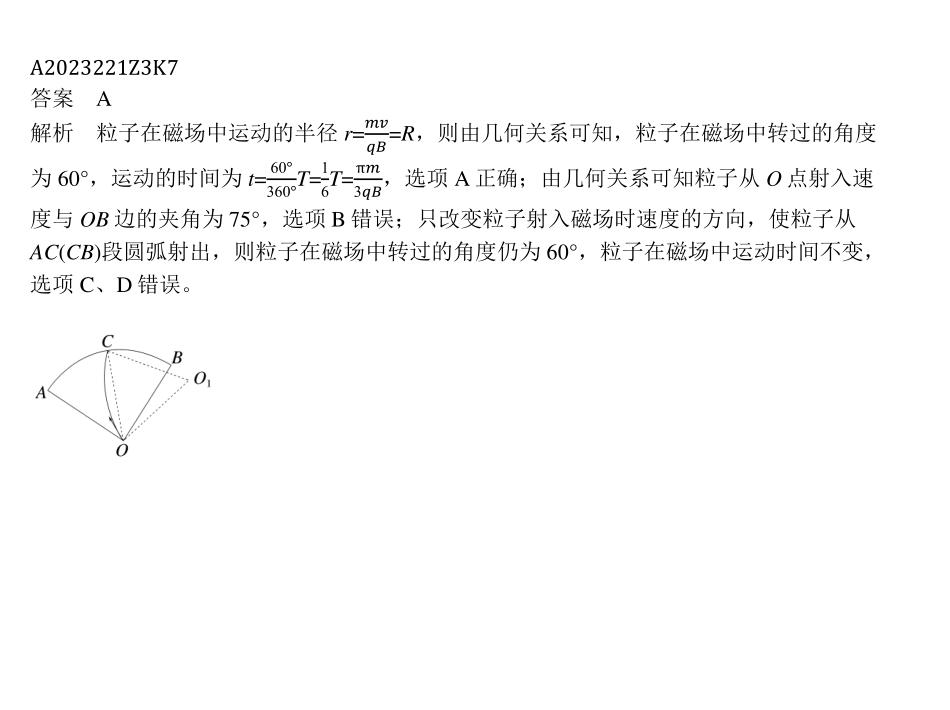 A2023221Z3K7
答案 A
解析 粒子在磁场中运动的半径 r=mv/qB=R，则由几何关系可知，粒子在磁场中转过的角度
为 60°，运动的时间为 t=60°/360°T=1/6T=πm/3qB，选项 A 正确；由几何关系可知粒子从 O 点射入速
度与 OB 边的夹角为 75°，选项 B 错误；只改变粒子射入磁场时速度的方向，使粒子从
AC(CB)段圆弧射出，则粒子在磁场中转过的角度仍为 60°，粒子在磁场中运动时间不变，
选项 C、D 错误。
C
B
O₁
A
O